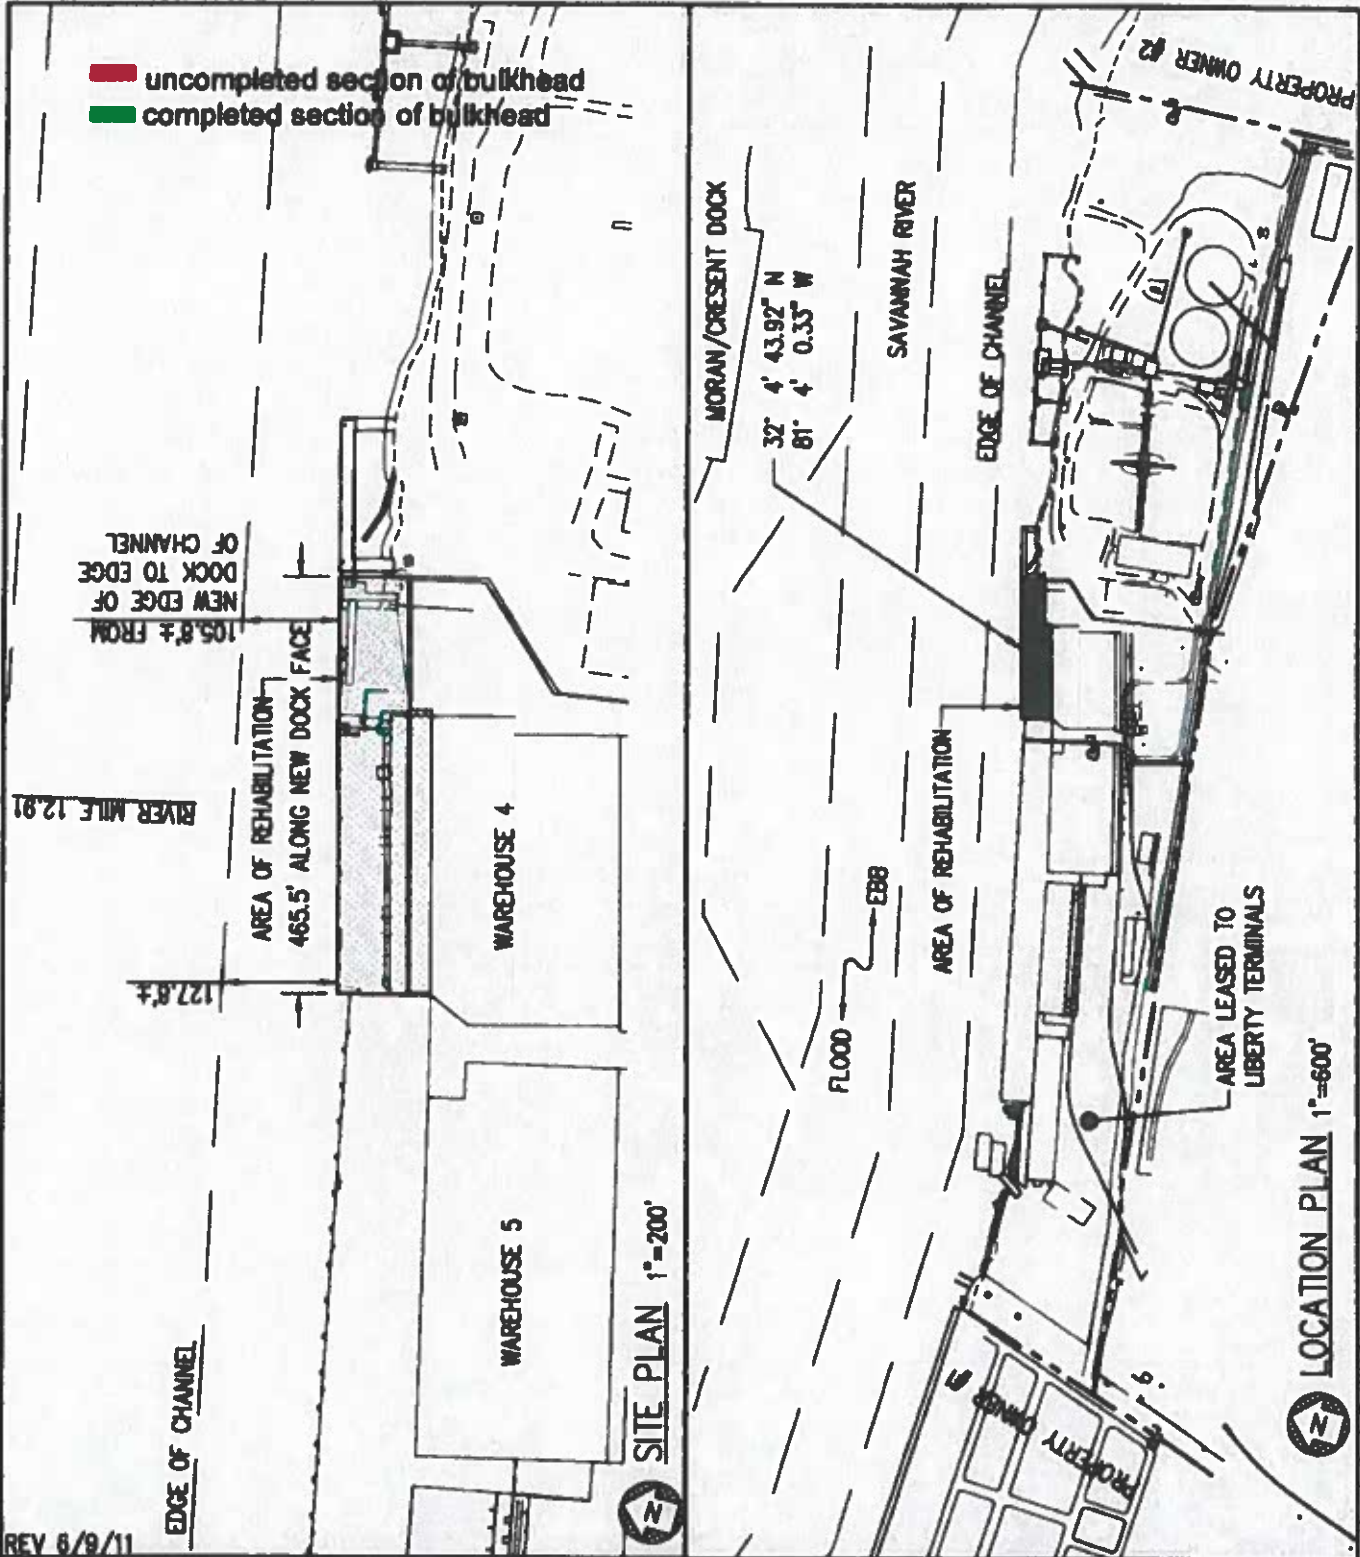 uncompleted section of bulkhead
completed section of bulkhead
105.8'± FROM
NEW EDGE OF
DOCK TO EDGE
OF CHANNEL
AREA OF REHABILITATION
465.5' ALONG NEW DOCK FACE
RIVER MILE 12.91
127.8'±
EDGE OF CHANNEL
WAREHOUSE 4
WAREHOUSE 5
N
SITE PLAN 1"=200'
REV 6/9/11
MORAN/CRESENT DOCK
32° 4' 43.92" N
81° 4' 0.33" W
SAVANNAH RIVER
EDGE OF CHANNEL
PROPERTY OWNER #2
AREA OF REHABILITATION
FLOOD
EBB
AREA LEASED TO
LIBERTY TERMINALS
PROPERTY OWNER #1
N
LOCATION PLAN 1"=600'